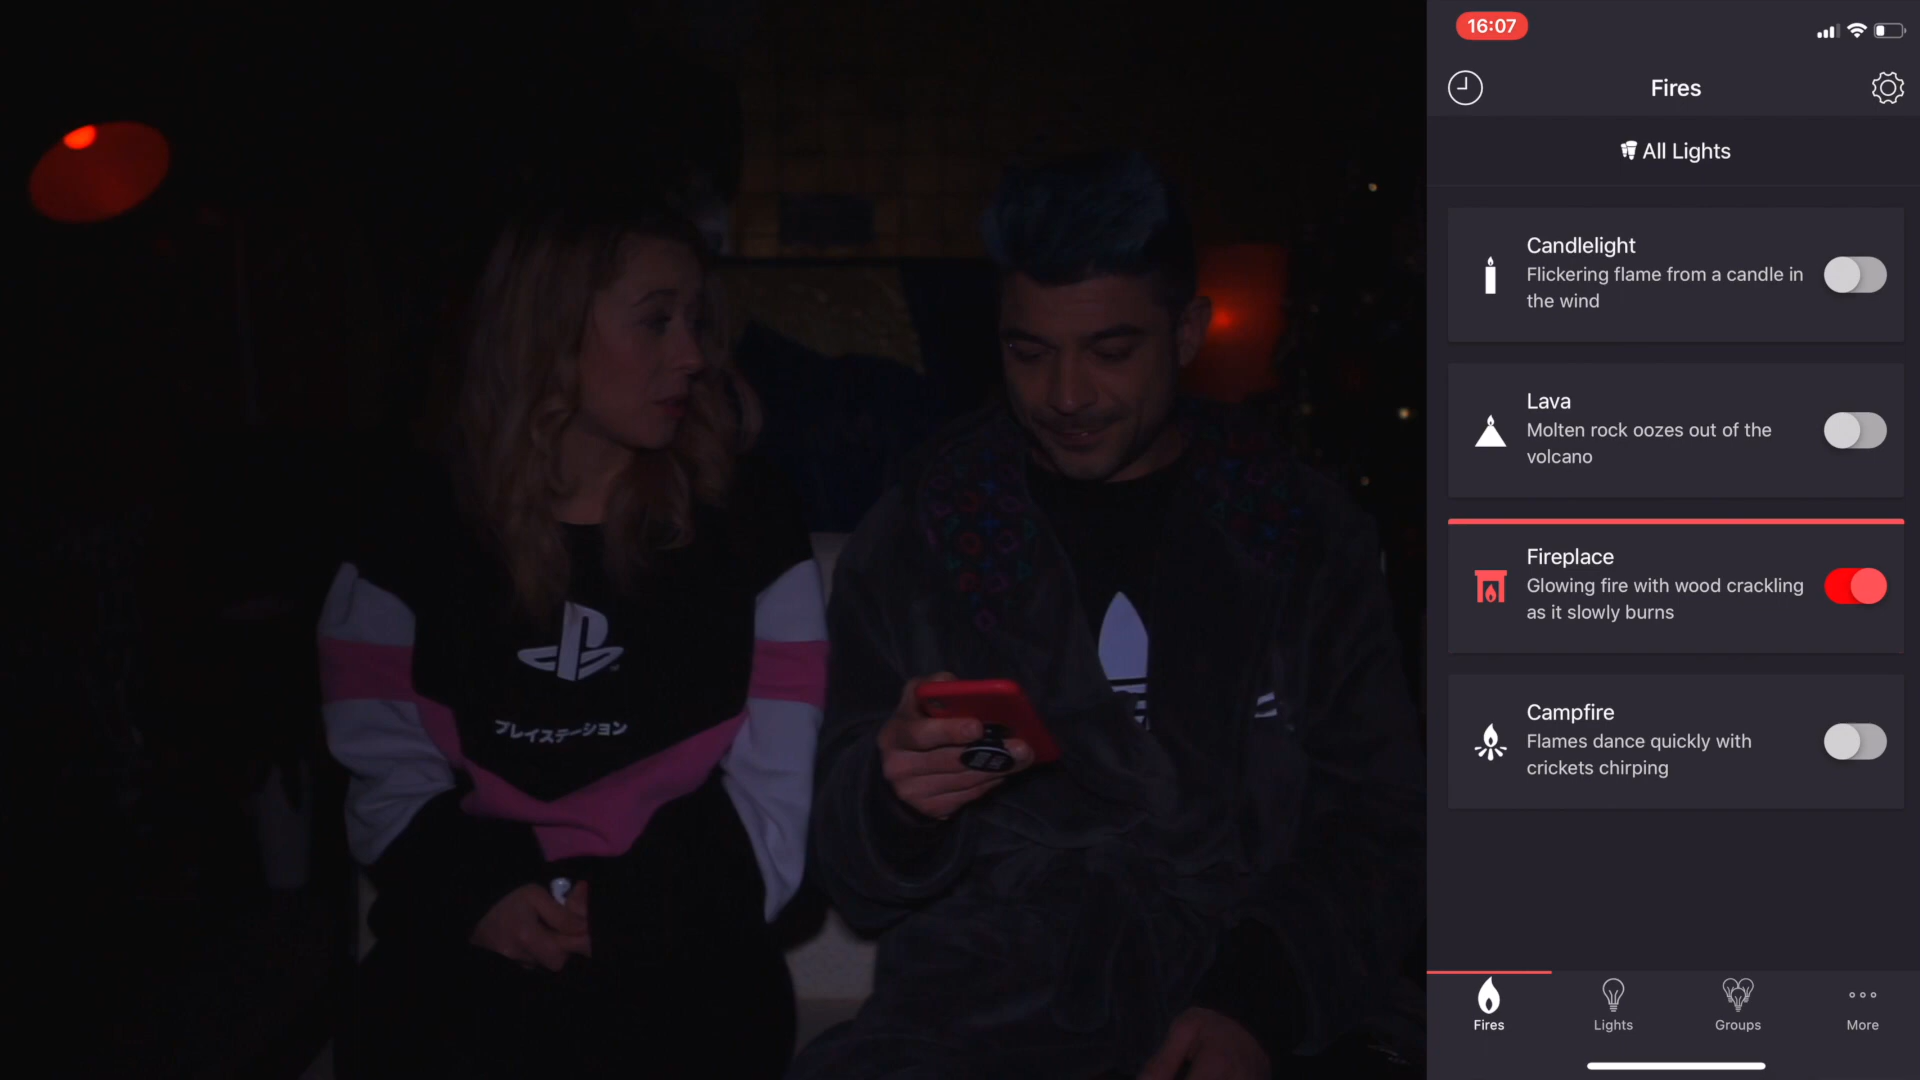 16:07
Fires
All Lights
Candlelight
Flickering flame from a candle in
the wind
Lava
Molten rock oozes out of the
volcano
Fireplace
Glowing fire with wood crackling
as it slowly burns
Campfire
Flames dance quickly with
crickets chirping
Fires
Lights
Groups
More
プレイステーション